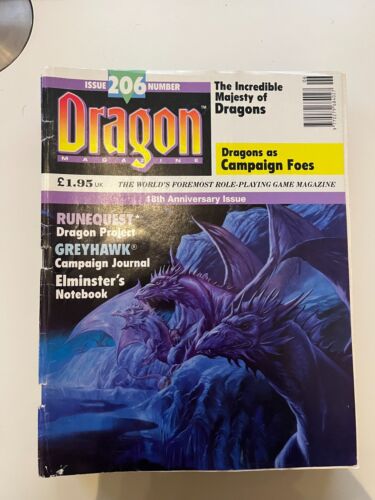 ISSUE 206 NUMBER
The Incredible
Majesty of
Dragons
Dragon™
MAGAZINE
Dragons as
Campaign Foes
£1.95 UK
THE WORLD'S FOREMOST ROLE-PLAYING GAME MAGAZINE
18th Anniversary Issue
RUNEQUEST®
Dragon Project
GREYHAWK®
Campaign Journal
Elminster's
Notebook